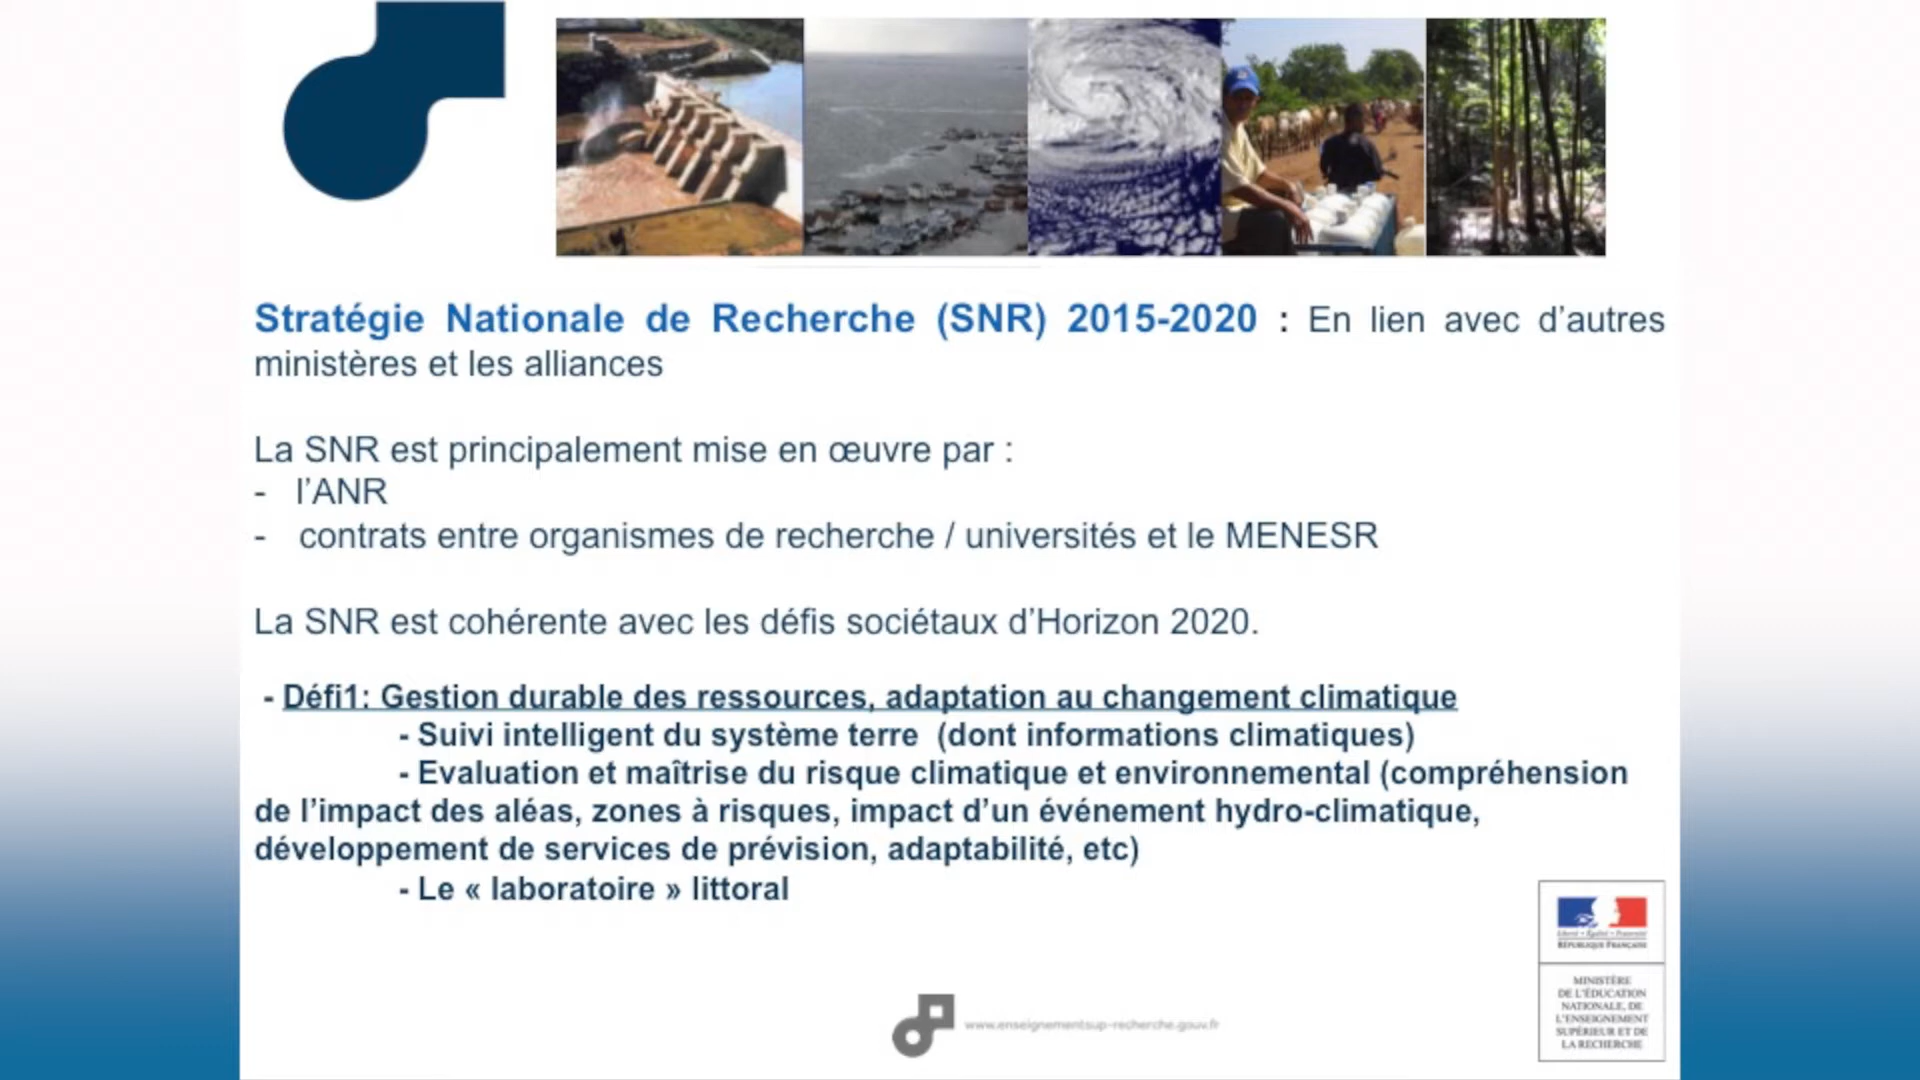 Stratégie Nationale de Recherche (SNR) 2015-2020 : En lien avec d’autres
ministères et les alliances
La SNR est principalement mise en œuvre par :
- l’ANR
- contrats entre organismes de recherche / universités et le MENESR
La SNR est cohérente avec les défis sociétaux d’Horizon 2020.
- Défi1: Gestion durable des ressources, adaptation au changement climatique
- Suivi intelligent du système terre (dont informations climatiques)
- Evaluation et maîtrise du risque climatique et environnemental (compréhension
de l’impact des aléas, zones à risques, impact d’un événement hydro-climatique,
développement de services de prévision, adaptabilité, etc)
- Le « laboratoire » littoral
Liberté • Égalité • Fraternité
RÉPUBLIQUE FRANÇAISE
MINISTÈRE
DE L’ÉDUCATION
NATIONALE, DE
L’ENSEIGNEMENT
SUPÉRIEUR ET DE
LA RECHERCHE
www.enseignementsup-recherche.gouv.fr